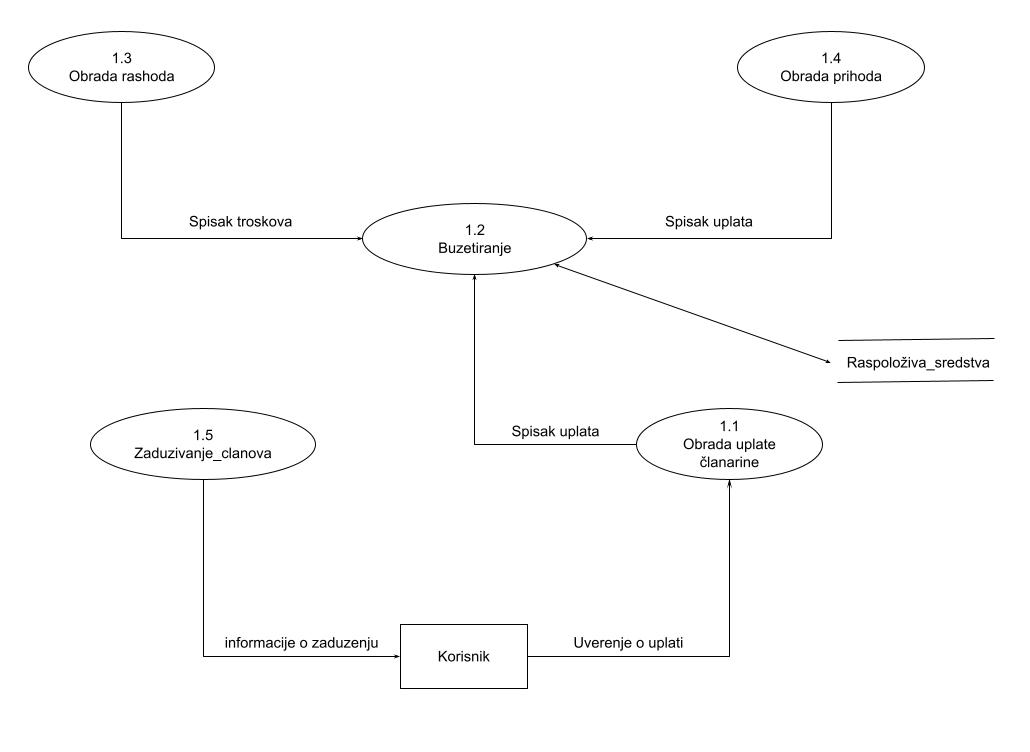 1.3
Obrada rashoda
1.4
Obrada prihoda
Spisak troskova
1.2
Buzetiranje
Spisak uplata
Raspoloživa_sredstva
1.5
Zaduzivanje_clanova
Spisak uplata
1.1
Obrada uplate
članarine
informacije o zaduzenju
Korisnik
Uverenje o uplati